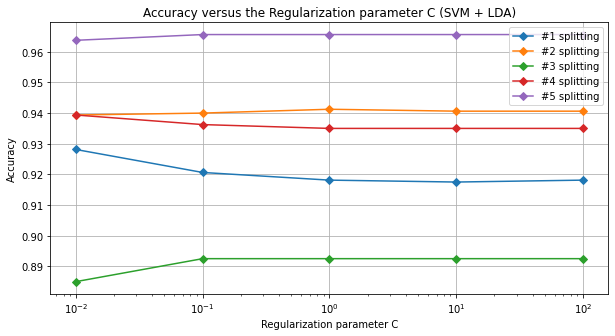 Accuracy versus the Regularization parameter C (SVM + LDA)
#1 splitting
#2 splitting
#3 splitting
#4 splitting
#5 splitting
Accuracy
0.96
0.95
0.94
0.93
0.92
0.91
0.90
0.89
10⁻²
10⁻¹
10⁰
10¹
10²
Regularization parameter C